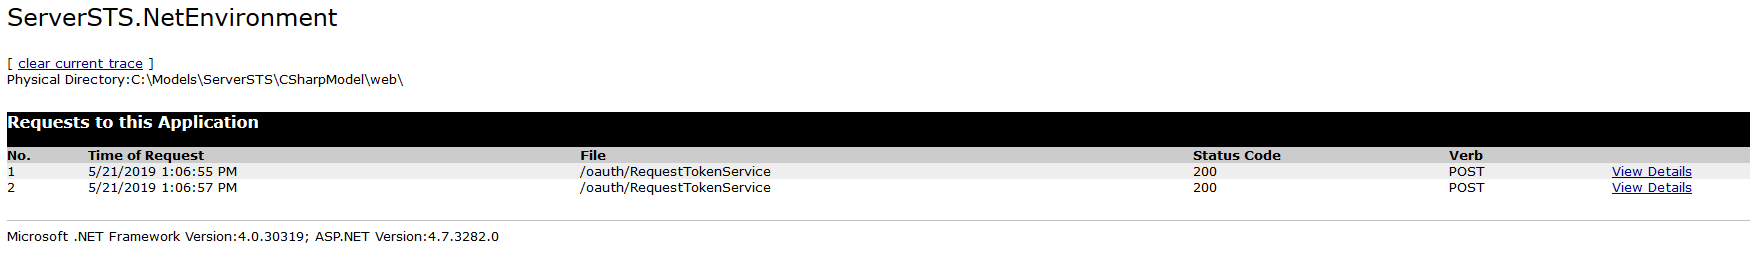 ServerSTS.NetEnvironment
[ clear current trace ]
Physical Directory:C:\Models\ServerSTS\CSharpModel\web\
Requests to this Application
No. Time of Request File Status Code Verb
1 5/21/2019 1:06:55 PM /oauth/RequestTokenService 200 POST View Details
2 5/21/2019 1:06:57 PM /oauth/RequestTokenService 200 POST View Details
Microsoft .NET Framework Version:4.0.30319; ASP.NET Version:4.7.3282.0